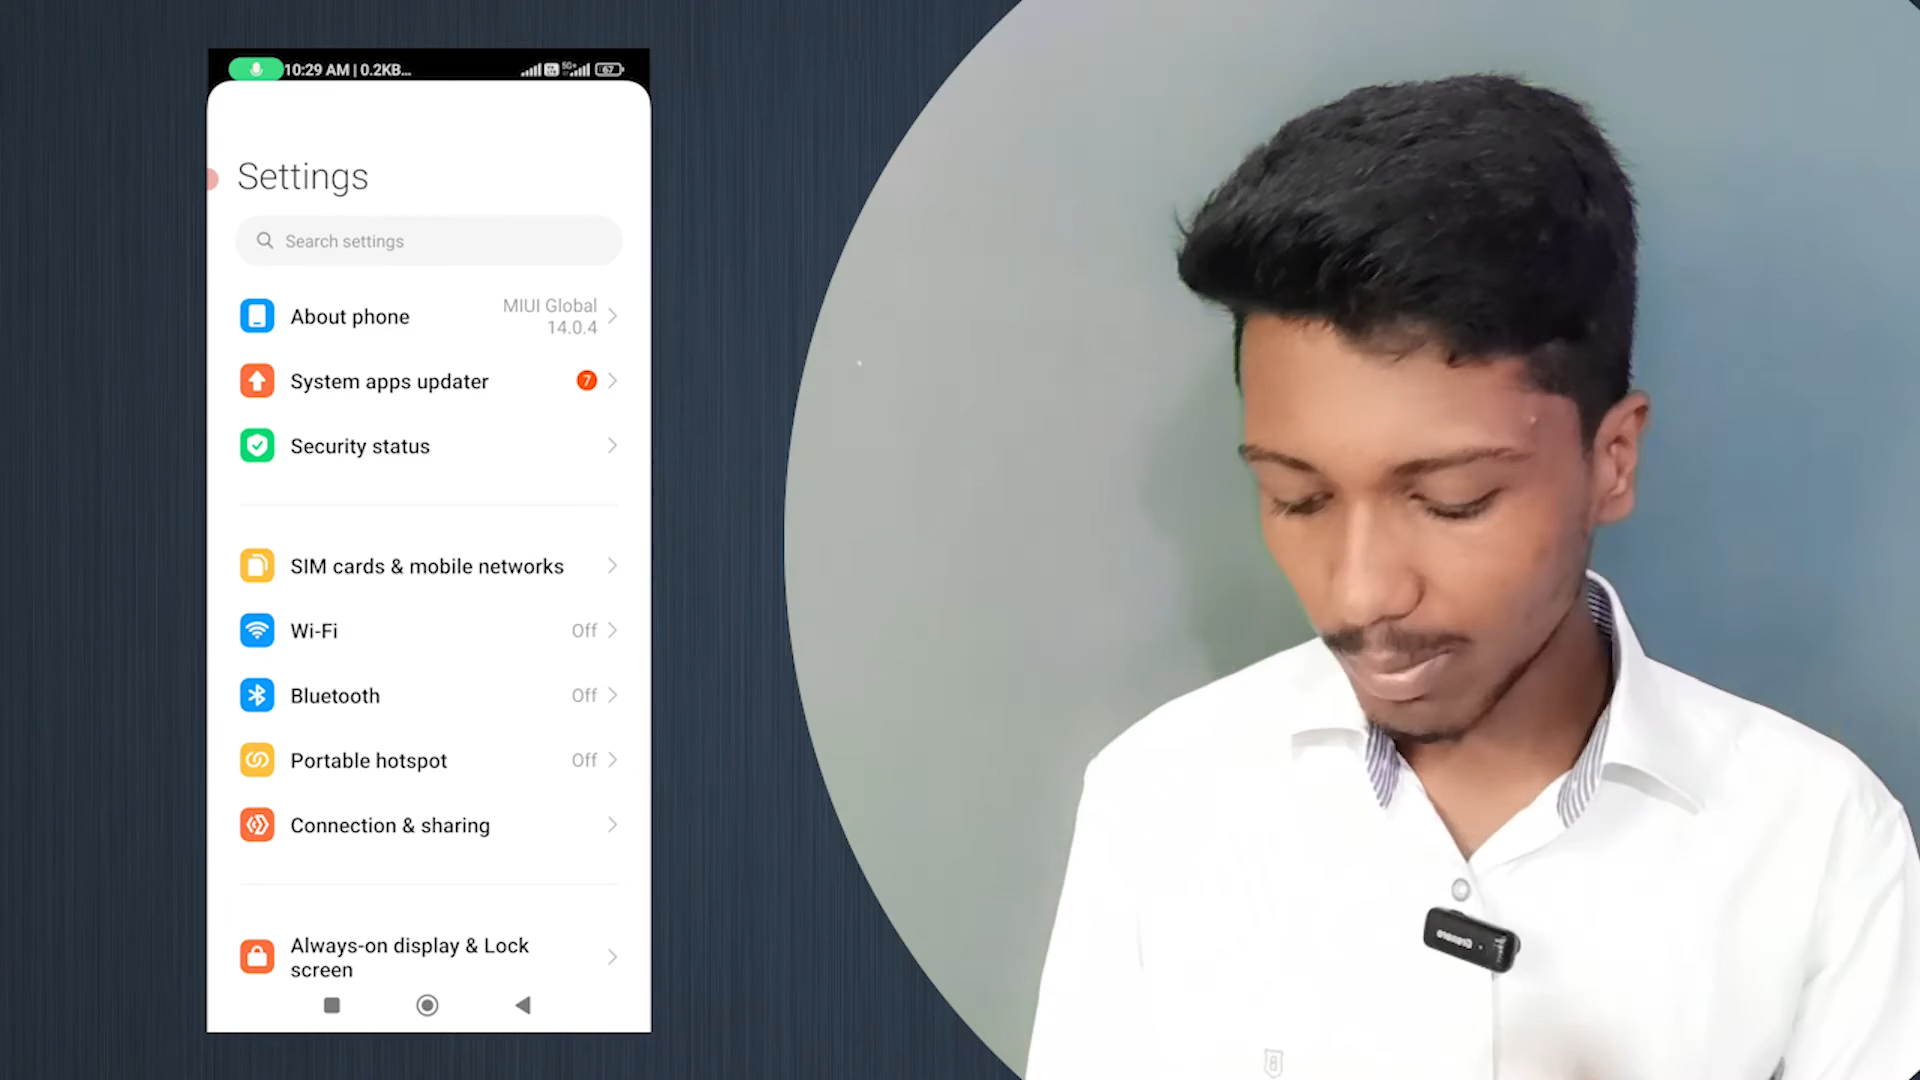 10:29 AM | 0.2KB...
5G+
67
Settings
Search settings
About phone
MIUI Global
14.0.4
System apps updater
7
Security status
SIM cards & mobile networks
Wi-Fi
Off
Bluetooth
Off
Portable hotspot
Off
Connection & sharing
Always-on display & Lock
screen